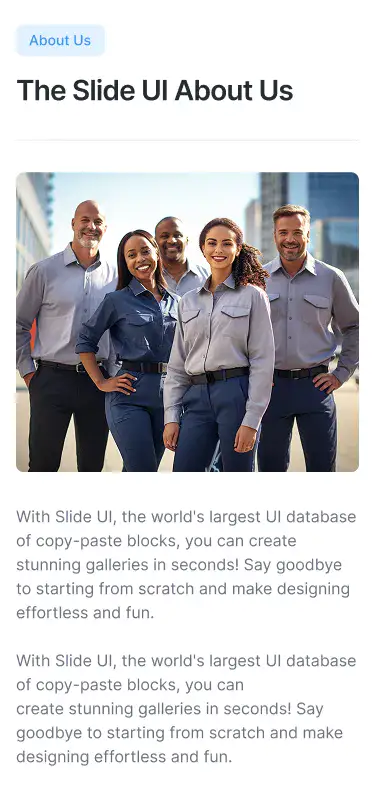 About Us
The Slide UI About Us
With Slide UI, the world's largest UI database
of copy-paste blocks, you can create
stunning galleries in seconds! Say goodbye
to starting from scratch and make designing
effortless and fun.
With Slide UI, the world's largest UI database
of copy-paste blocks, you can
create stunning galleries in seconds! Say
goodbye to starting from scratch and make
designing effortless and fun.